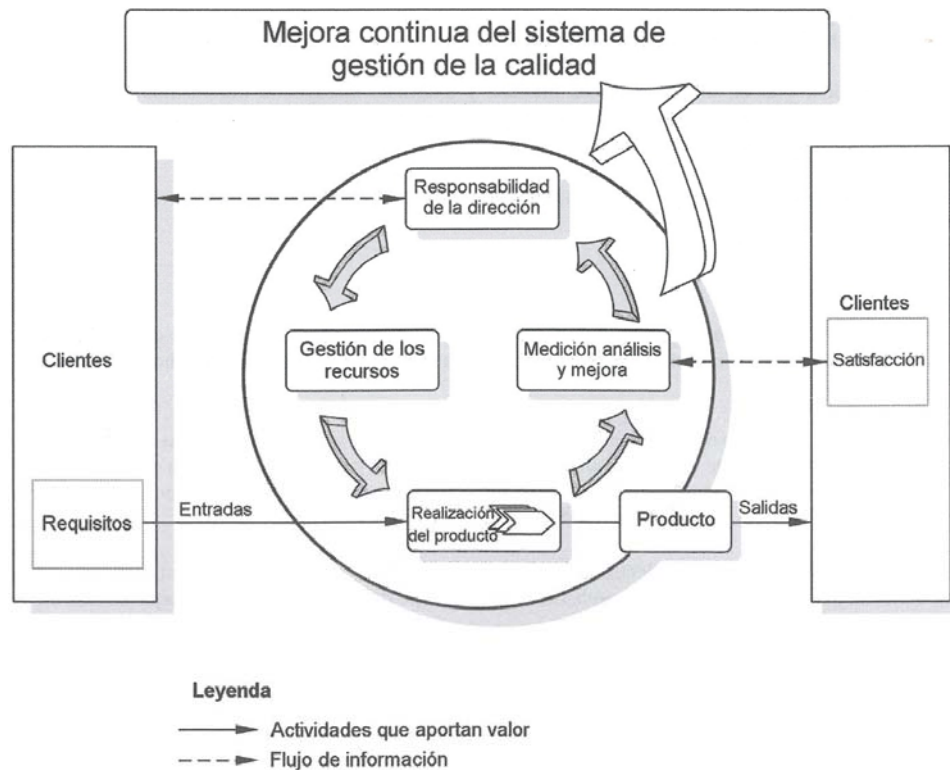 Mejora continua del sistema de
gestión de la calidad
Responsabilidad
de la dirección
Clientes
Clientes
Gestión de los
recursos
Medición análisis
y mejora
Satisfacción
Requisitos
Entradas
Realización
del producto
Producto
Salidas
Leyenda
Actividades que aportan valor
Flujo de información